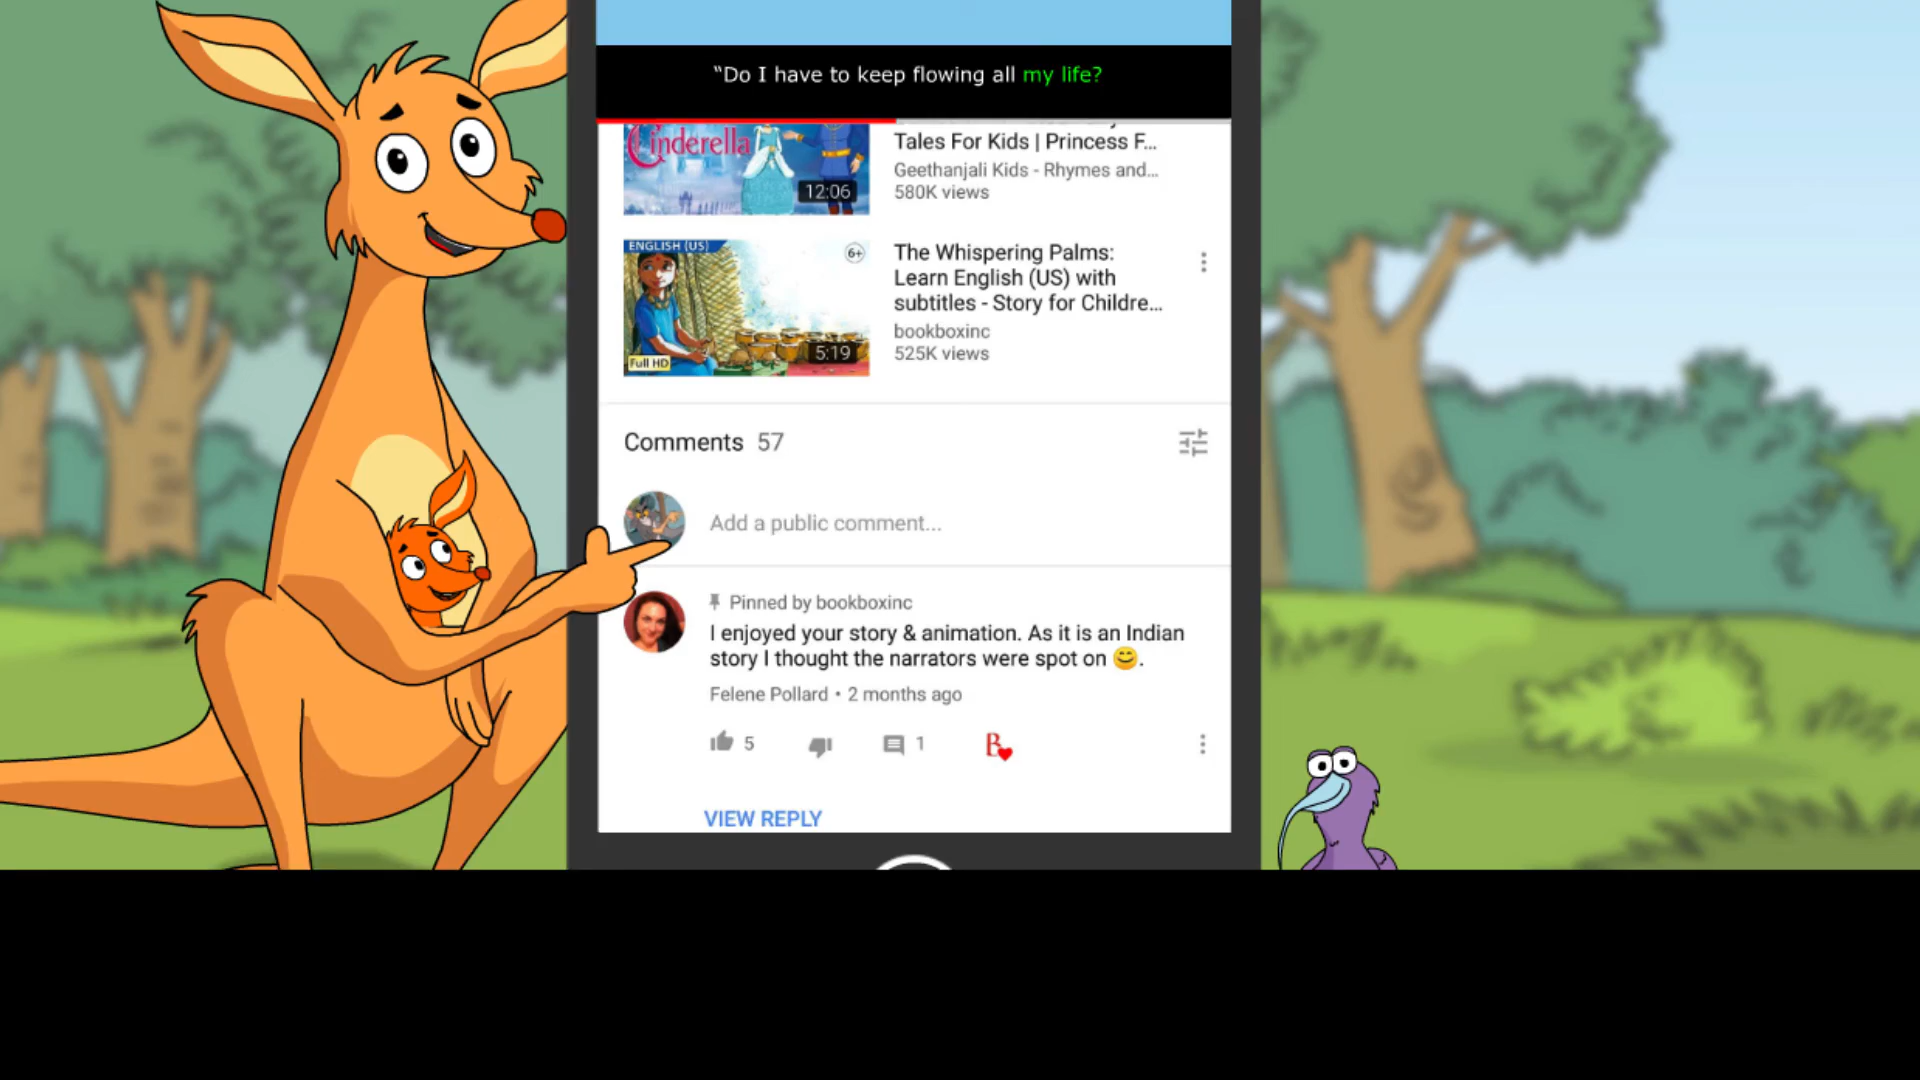 “Do I have to keep flowing all my life?
Cinderella
12:06
Tales For Kids | Princess F...
Geethanjali Kids - Rhymes and...
580K views
ENGLISH (US)
6+
Full HD
5:19
The Whispering Palms:
Learn English (US) with
subtitles - Story for Childre...
bookboxinc
525K views
Comments 57
Add a public comment...
Pinned by bookboxinc
I enjoyed your story & animation. As it is an Indian
story I thought the narrators were spot on 😊.
Felene Pollard • 2 months ago
5
1
B
VIEW REPLY